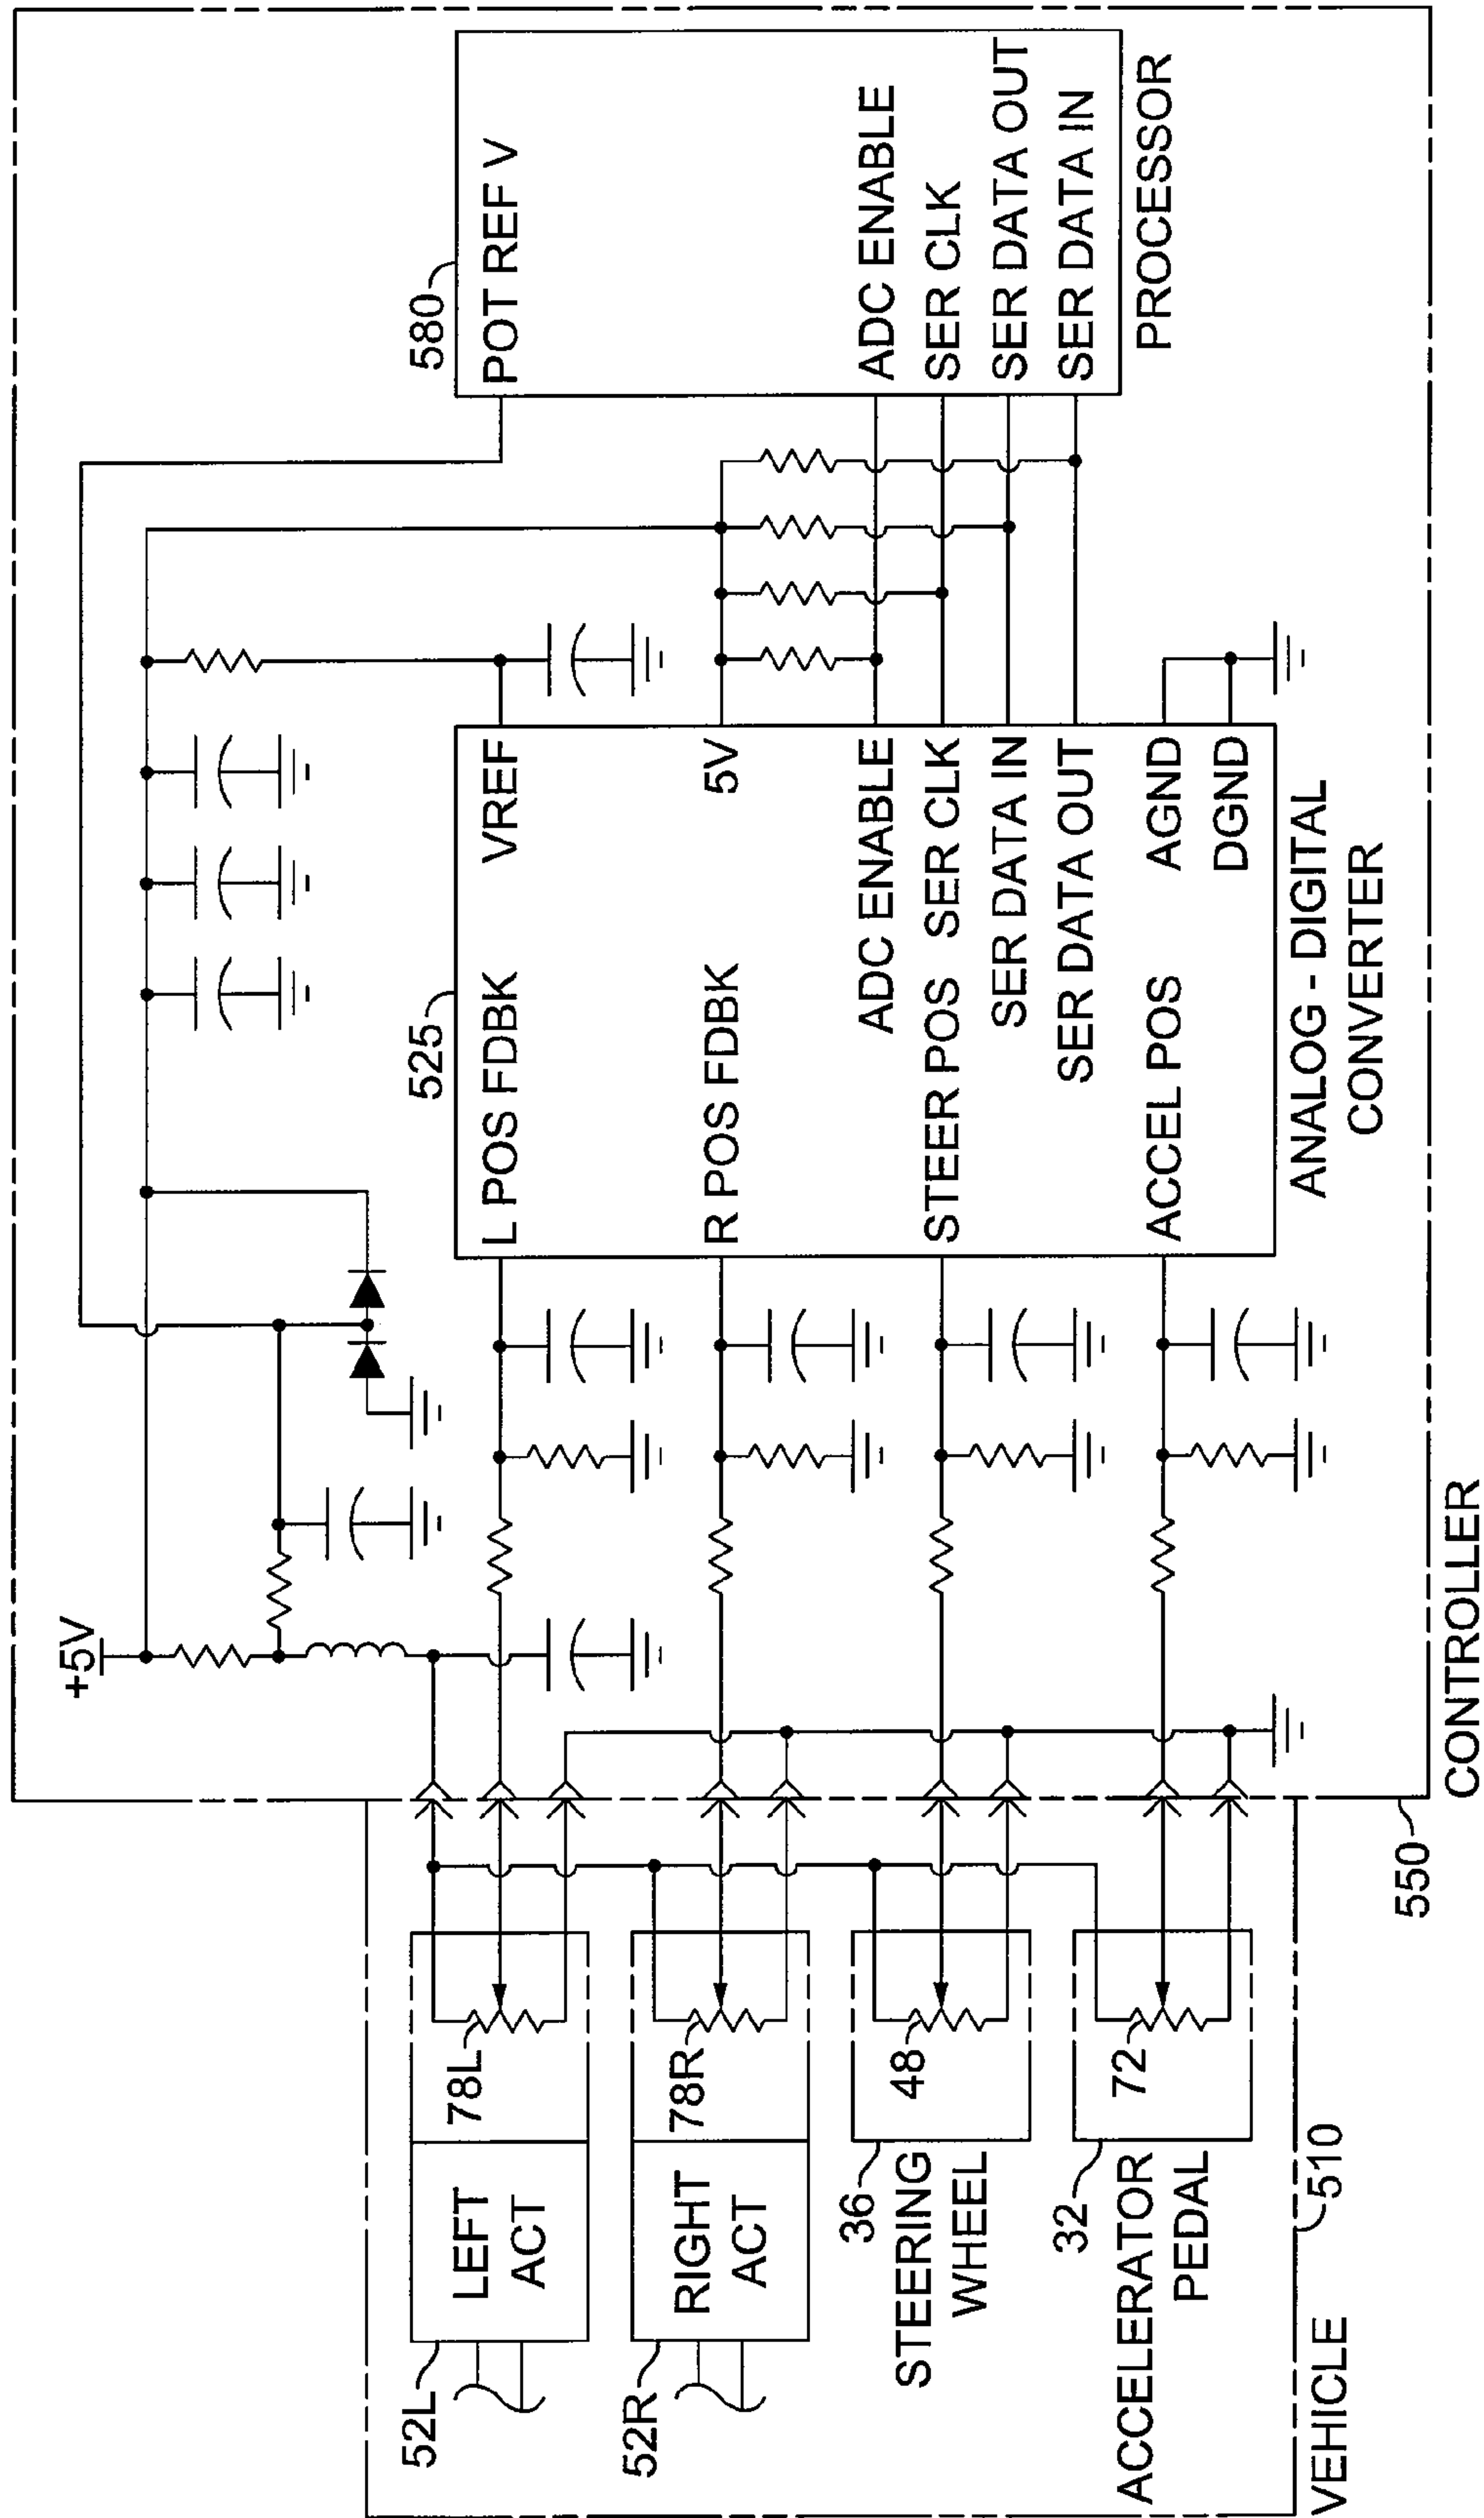 +5V
580
POT REF V
ADC ENABLE
SER CLK
SER DATA OUT
SER DATA IN
PROCESSOR
525
L POS FDBK
VREF
R POS FDBK
5V
ADC ENABLE
STEER POS
SER CLK
SER DATA IN
SER DATA OUT
ACCEL POS
AGND
DGND
ANALOG - DIGITAL
CONVERTER
CONTROLLER
550
52L
LEFT
ACT
78L
52R
RIGHT
ACT
78R
36
STEERING
WHEEL
48
32
ACCELERATOR
PEDAL
72
VEHICLE
510